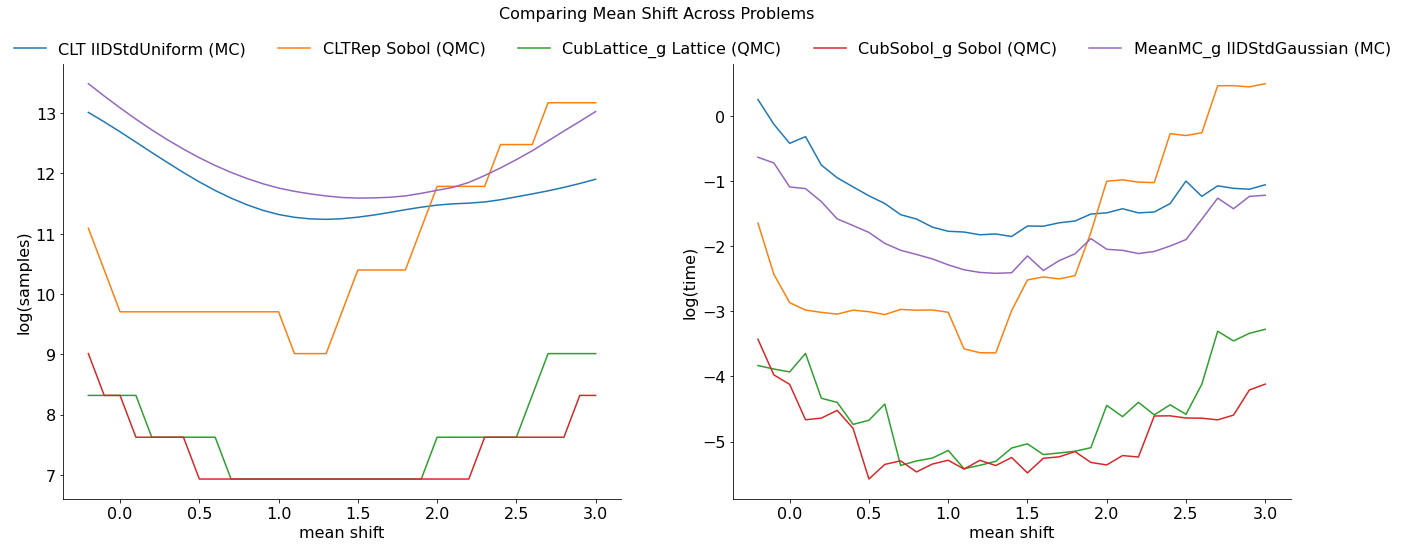 Comparing Mean Shift Across Problems
CLT IIDStdUniform (MC) CLTRep Sobol (QMC) CubLattice_g Lattice (QMC) CubSobol_g Sobol (QMC) MeanMC_g IIDStdGaussian (MC)
log(samples)
13
12
11
10
9
8
7
0.0 0.5 1.0 1.5 2.0 2.5 3.0
mean shift
log(time)
0
−1
−2
−3
−4
−5
0.0 0.5 1.0 1.5 2.0 2.5 3.0
mean shift